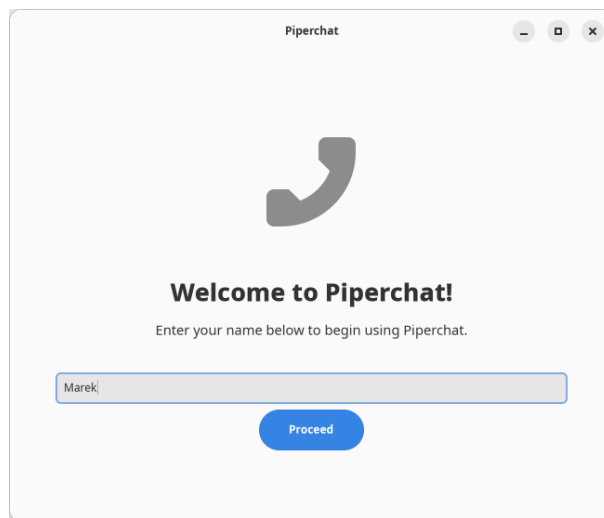 Piperchat
Welcome to Piperchat!
Enter your name below to begin using Piperchat.
Marek
Proceed